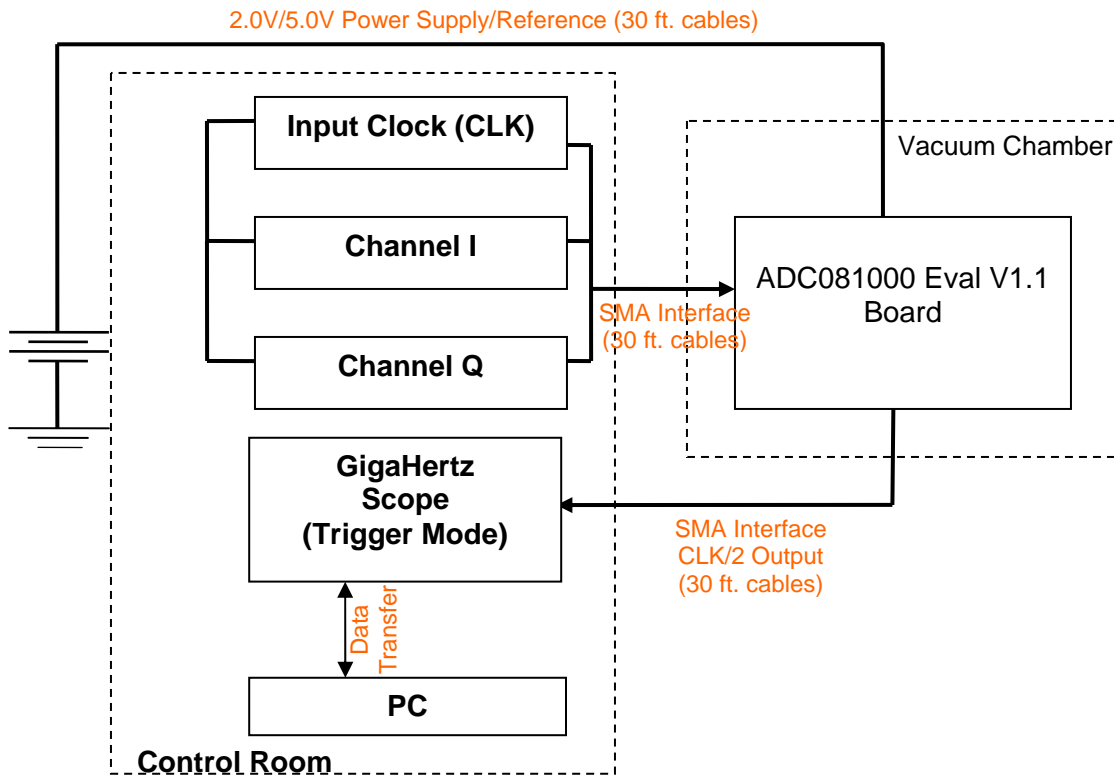 2.0V/5.0V Power Supply/Reference (30 ft. cables)
Input Clock (CLK)
Vacuum Chamber
Channel I
ADC081000 Eval V1.1
Board
SMA Interface
(30 ft. cables)
Channel Q
GigaHertz
Scope
(Trigger Mode)
SMA Interface
CLK/2 Output
(30 ft. cables)
Data
Transfer
PC
Control Room